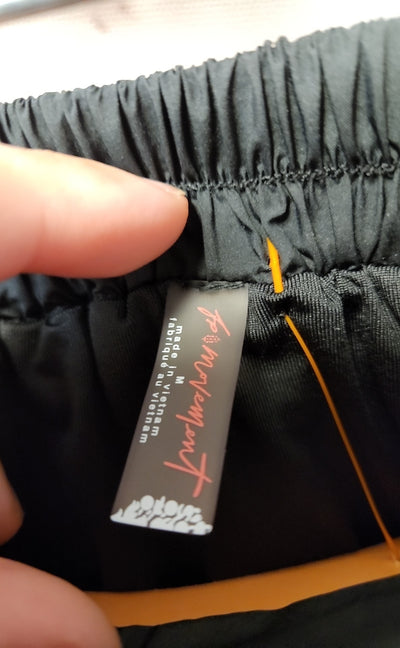 fp movement
M
made in vietnam
fabriqué au vietnam